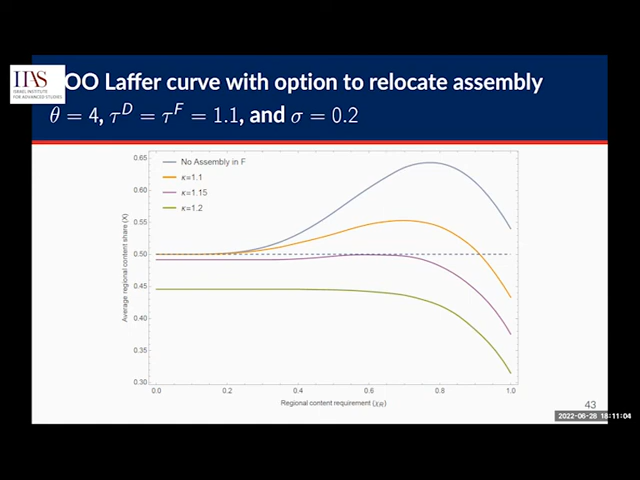 IIAS
ISRAEL INSTITUTE
FOR ADVANCED STUDIES
OO Laffer curve with option to relocate assembly
θ = 4, τ^D = τ^F = 1.1, and σ = 0.2
No Assembly in F
κ=1.1
κ=1.15
κ=1.2
Average regional content share (X)
0.65
0.60
0.55
0.50
0.45
0.40
0.35
0.30
0.0 0.2 0.4 0.6 0.8 1.0
Regional content requirement (χR)
43
2022-06-28 18:11:04